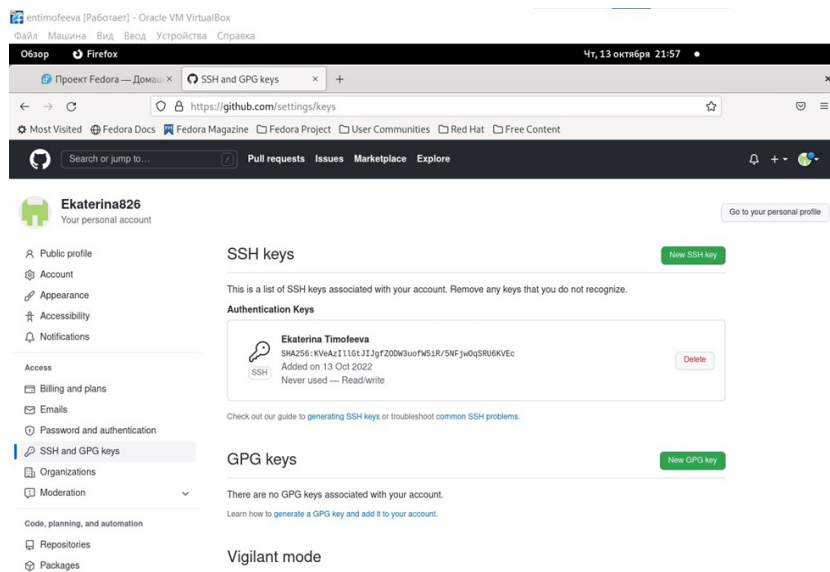 entimofeeva [Работает] - Oracle VM VirtualBox
Файл Машина Вид Ввод Устройства Справка
Обзор Firefox Чт, 13 октября 21:57
Проект Fedora — Домаш × SSH and GPG keys × +
https://github.com/settings/keys
Most Visited Fedora Docs Fedora Magazine Fedora Project User Communities Red Hat Free Content
Search or jump to... / Pull requests Issues Marketplace Explore
Ekaterina826
Your personal account
Go to your personal profile
Public profile
Account
Appearance
Accessibility
Notifications
Access
Billing and plans
Emails
Password and authentication
SSH and GPG keys
Organizations
Moderation
Code, planning, and automation
Repositories
Packages
SSH keys
New SSH key
This is a list of SSH keys associated with your account. Remove any keys that you do not recognize.
Authentication Keys
Ekaterina Timofeeva
SHA256:KVeAzIllGtJIJgfZODW3uofW5iR/5NFjwOqSRU6KVEc
SSH
Added on 13 Oct 2022
Never used — Read/write
Delete
Check out our guide to generating SSH keys or troubleshoot common SSH problems.
GPG keys
New GPG key
There are no GPG keys associated with your account.
Learn how to generate a GPG key and add it to your account.
Vigilant mode